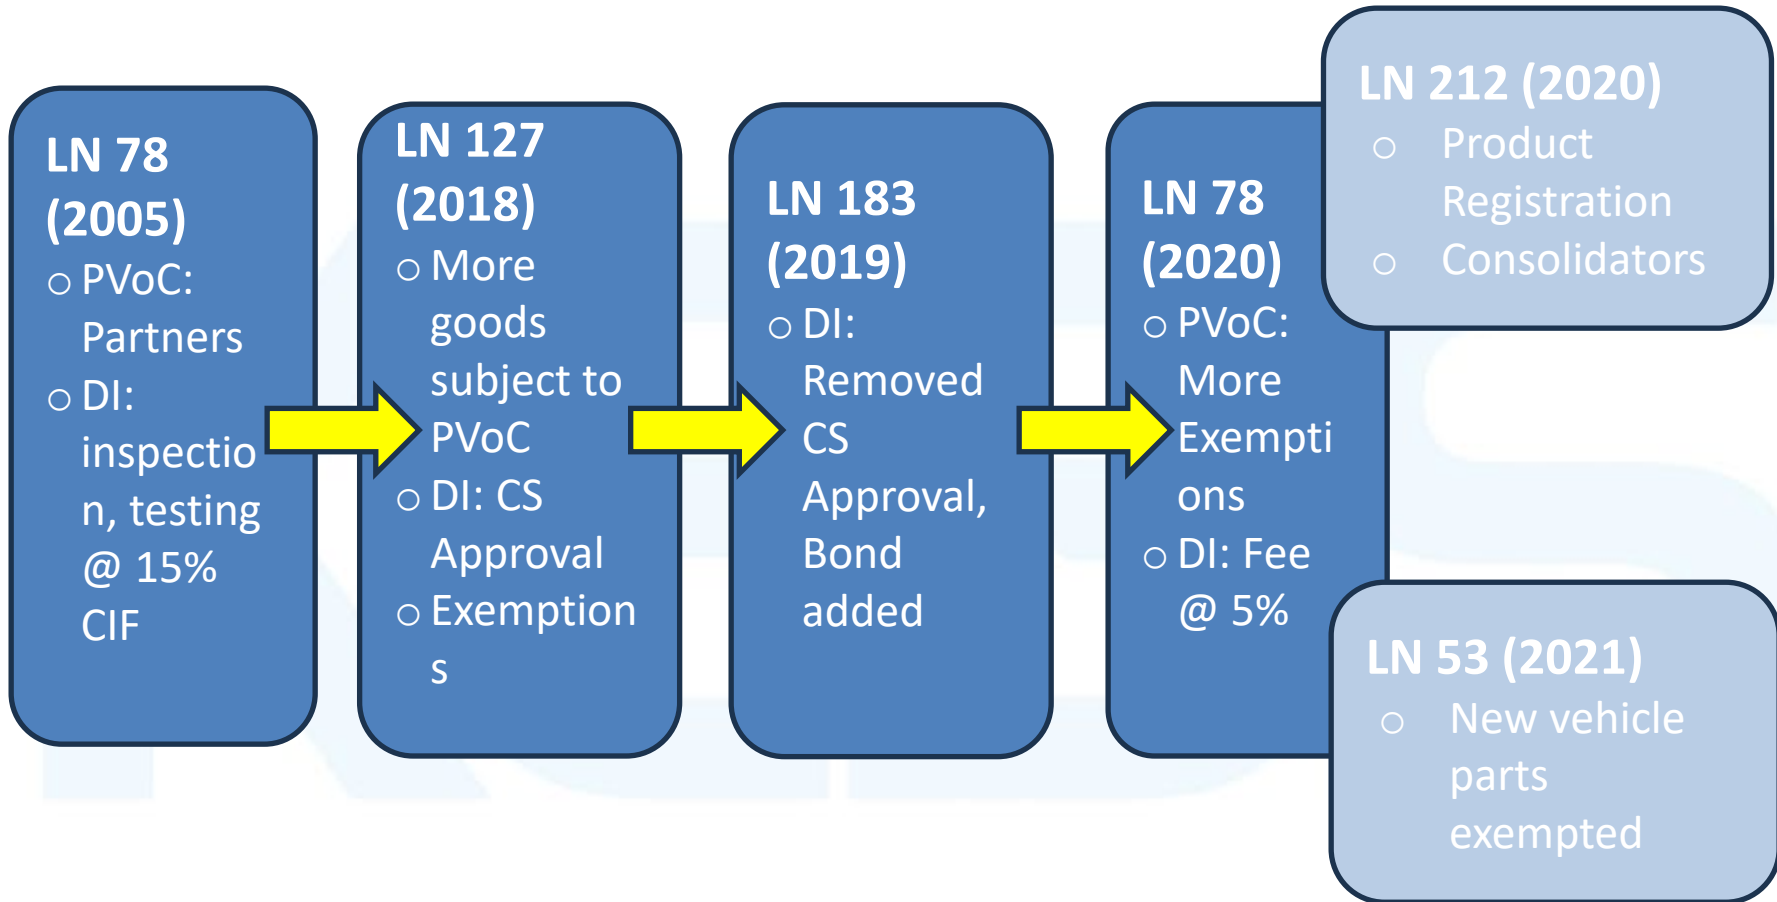 LN 78
(2005)
○ PVoC:
Partners
○ DI:
inspectio
n, testing
@ 15%
CIF
LN 127
(2018)
○ More
goods
subject to
PVoC
○ DI: CS
Approval
○ Exemption
s
LN 183
(2019)
○ DI:
Removed
CS
Approval,
Bond
added
LN 78
(2020)
○ PVoC:
More
Exempti
ons
○ DI: Fee
@ 5%
LN 212 (2020)
○ Product
Registration
○ Consolidators
LN 53 (2021)
○ New vehicle
parts
exempted